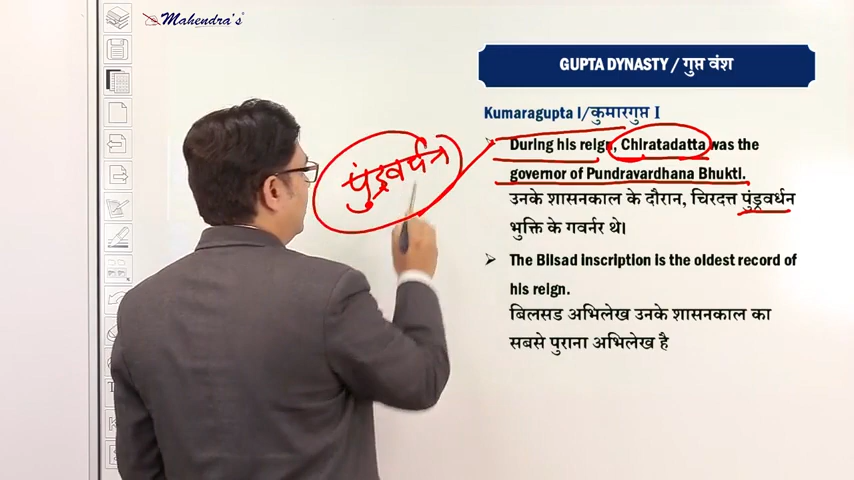 Mahendra's
GUPTA DYNASTY / गुप्त वंश
Kumaragupta I/कुमारगुप्त I
During his reign, Chiratadatta was the
governor of Pundravardhana Bhukti.
उनके शासनकाल के दौरान, चिरदत्त पुंड्रवर्धन
भुक्ति के गवर्नर थे।
The Bilsad inscription is the oldest record of
his reign.
बिलसड अभिलेख उनके शासनकाल का
सबसे पुराना अभिलेख है
पुंड्रवर्धन